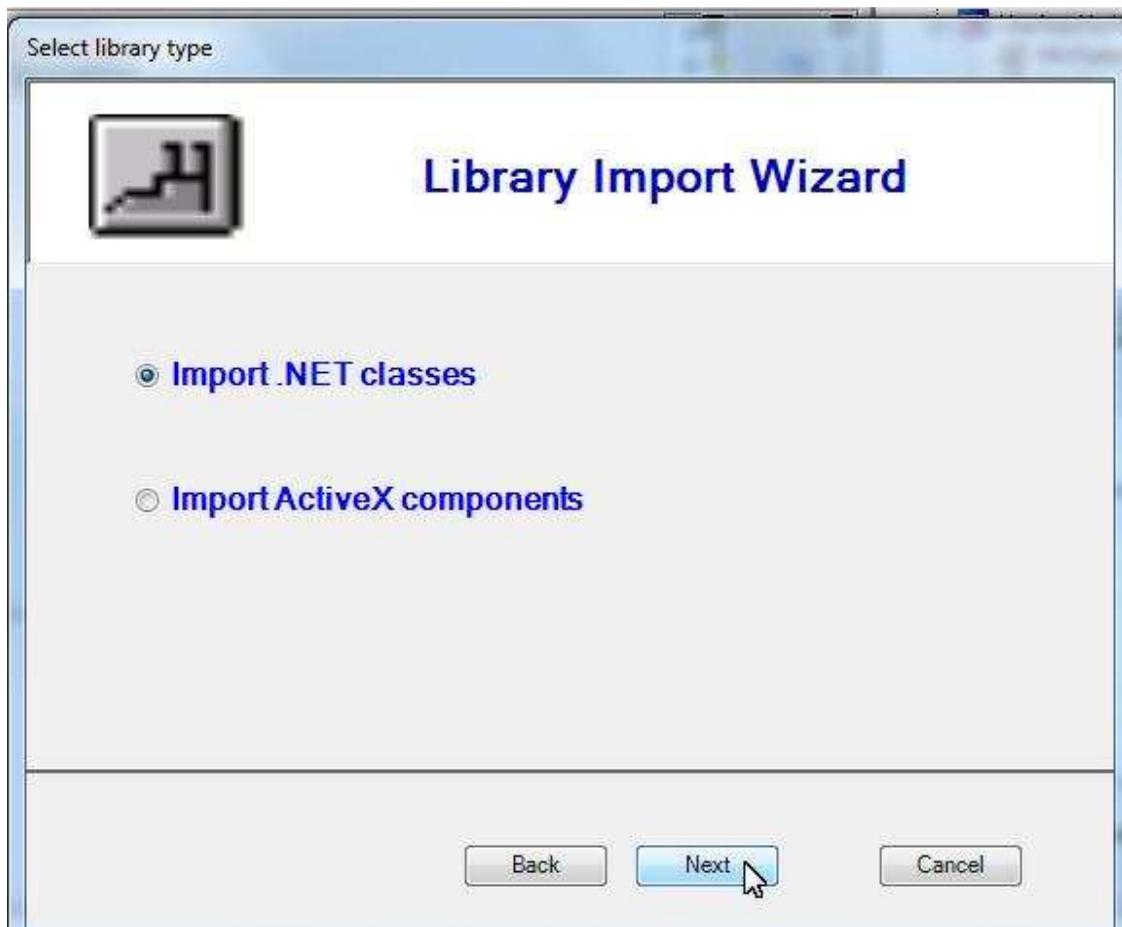 Select library type
Library Import Wizard
Import .NET classes
Import ActiveX components
Back Next Cancel